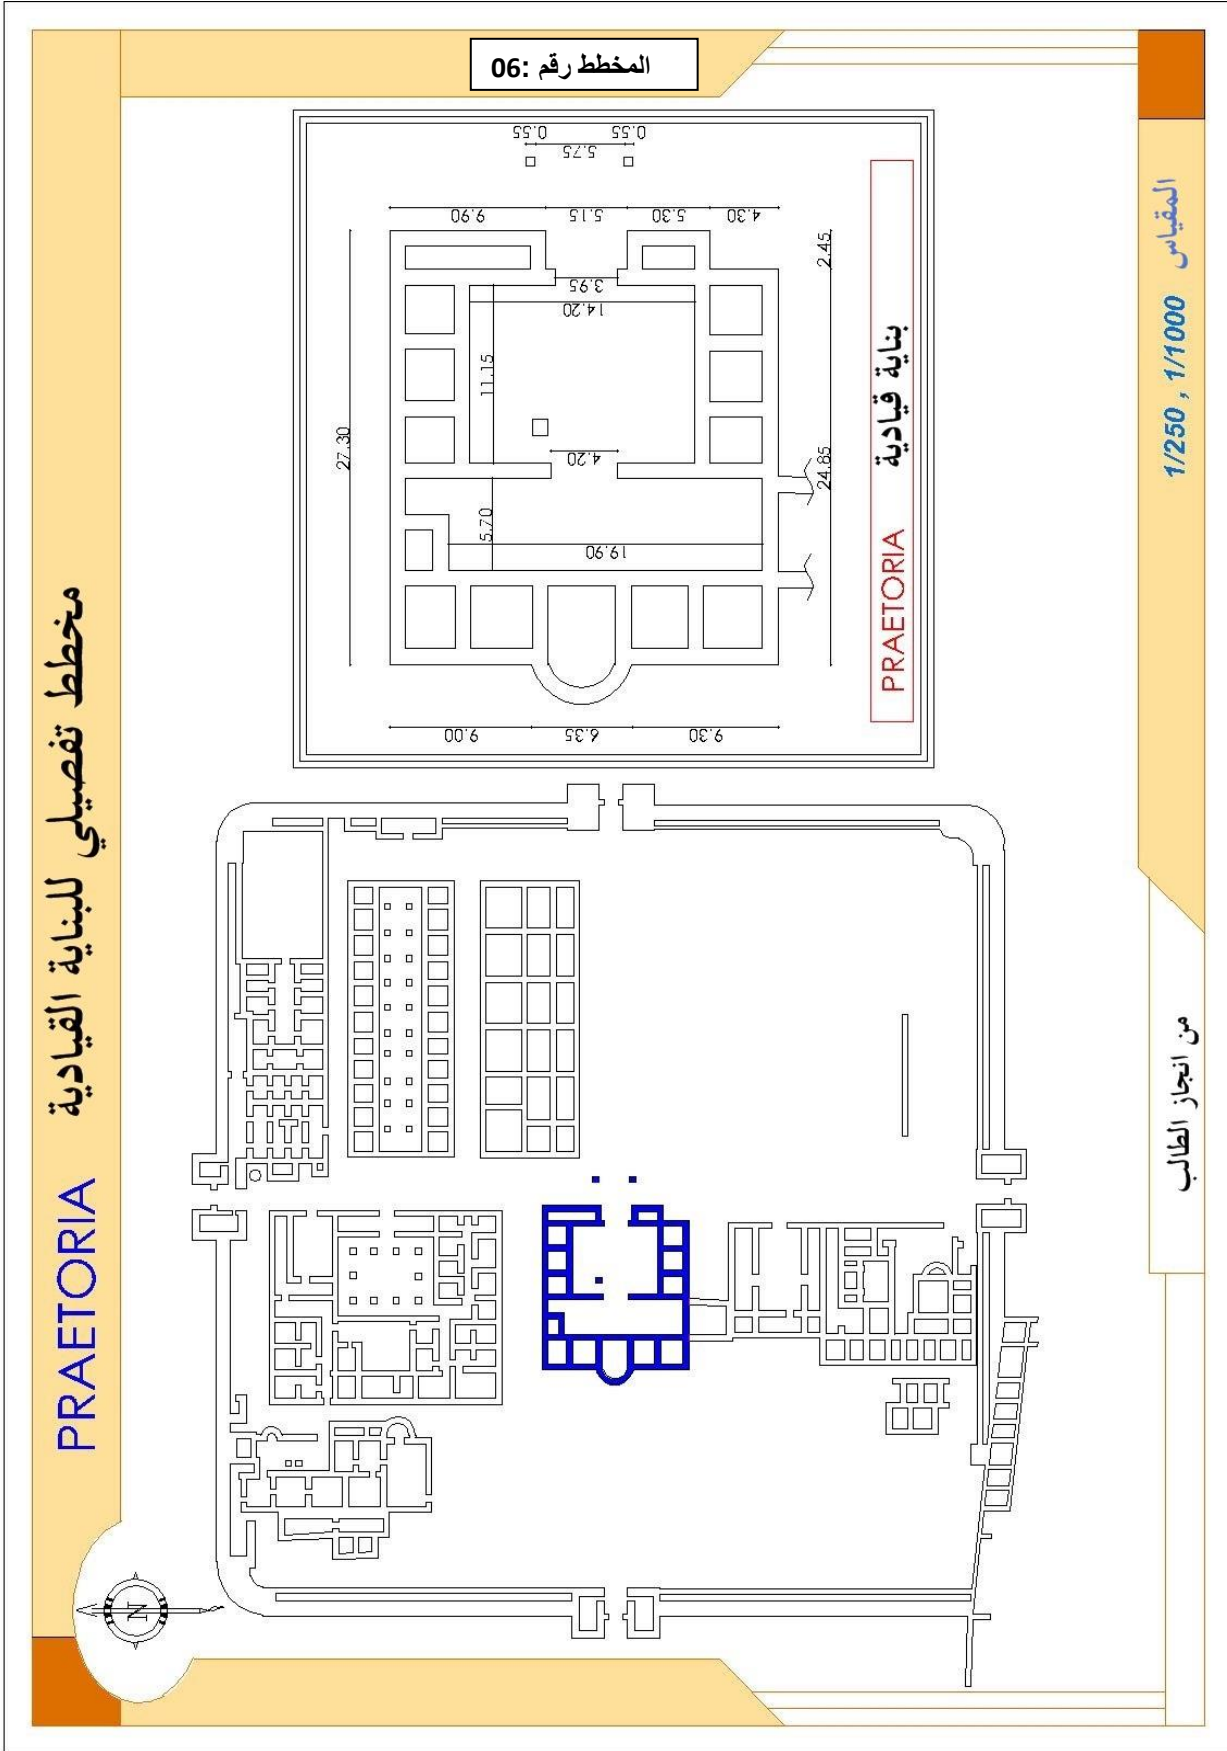 المخطط رقم :06
مخطط تفصيلي للبناية القيادية PRAETORIA
0.55 0.55
5.75
9.90 5.15 5.30 4.30
2.45
3.95
14.20
11.15
27.30
4.20
24.85
5.70
19.90
9.00 6.35 9.30
بناية قيادية PRAETORIA
المقياس 1/250 , 1/1000
من انجاز الطالب
N